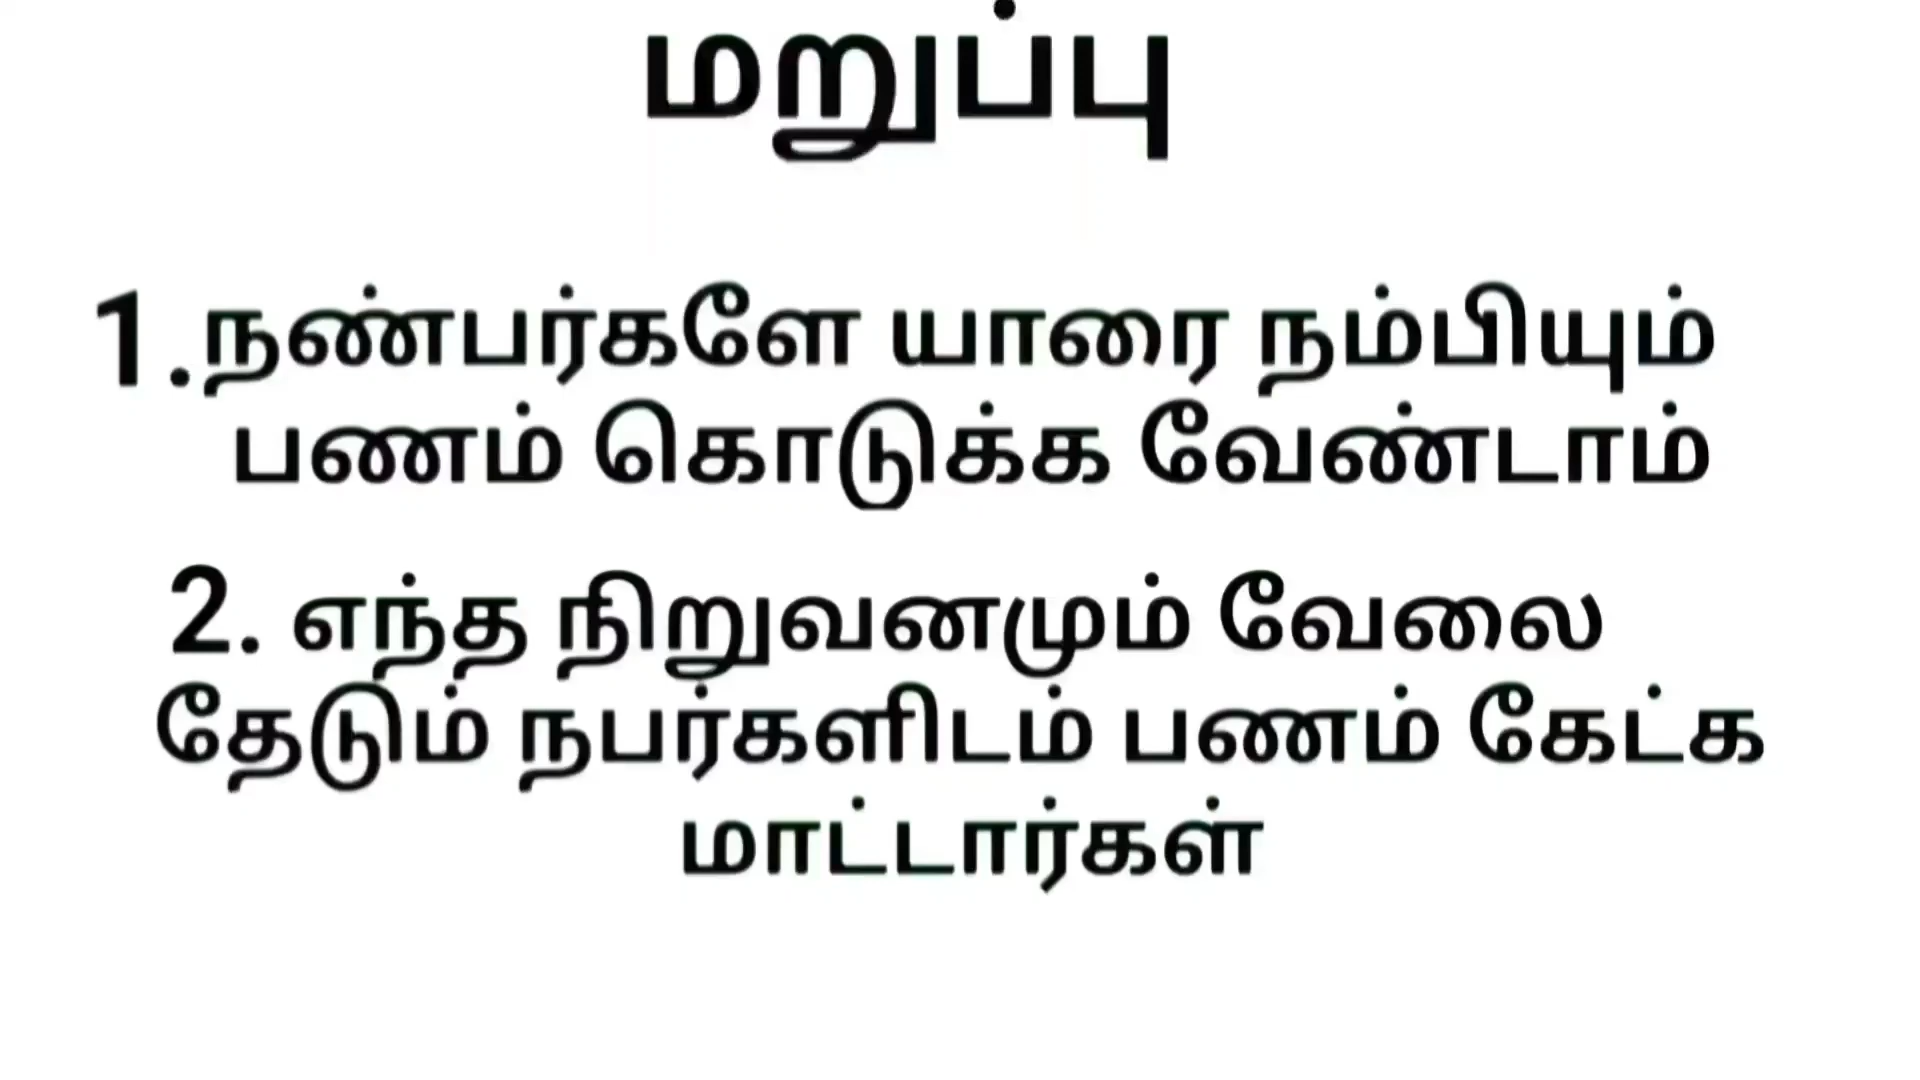 மறுப்பு
1.நண்பர்களே யாரை நம்பியும்
பணம் கொடுக்க வேண்டாம்
2. எந்த நிறுவனமும் வேலை
தேடும் நபர்களிடம் பணம் கேட்க
மாட்டார்கள்